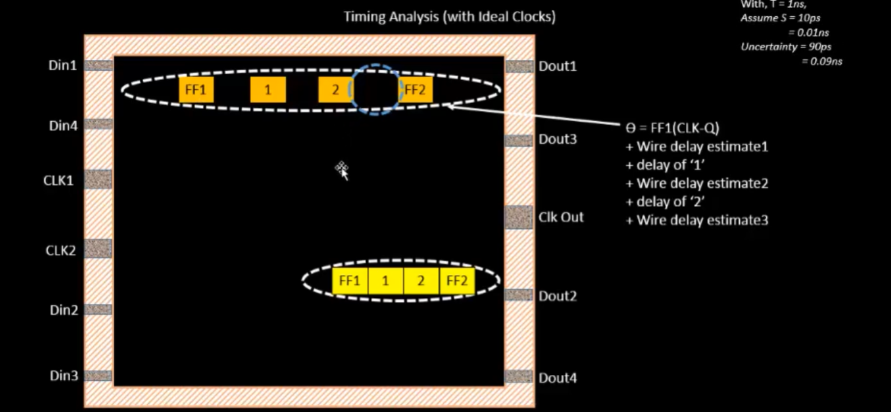 With, T = 1ns,
Assume S = 10ps
= 0.01ns
Uncertainty = 90ps
= 0.09ns
Timing Analysis (with Ideal Clocks)
Din1
Din4
CLK1
CLK2
Din2
Din3
FF1 1 2 FF2
FF1 1 2 FF2
Dout1
Dout3
Clk Out
Dout2
Dout4
ϴ = FF1(CLK-Q)
+ Wire delay estimate1
+ delay of ‘1’
+ Wire delay estimate2
+ delay of ‘2’
+ Wire delay estimate3